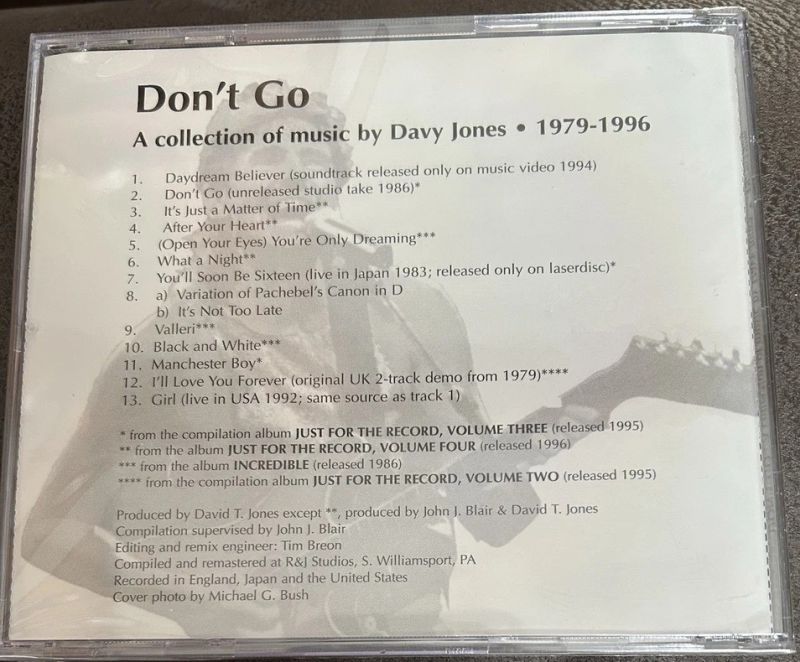 Don't Go
A collection of music by Davy Jones • 1979-1996
1. Daydream Believer (soundtrack released only on music video 1994)
2. Don't Go (unreleased studio take 1986)*
3. It's Just a Matter of Time**
4. After Your Heart**
5. (Open Your Eyes) You're Only Dreaming***
6. What a Night**
7. You'll Soon Be Sixteen (live in Japan 1983; released only on laserdisc)*
8. a) Variation of Pachebel's Canon in D
b) It's Not Too Late
9. Valleri***
10. Black and White***
11. Manchester Boy*
12. I'll Love You Forever (original UK 2-track demo from 1979)****
13. Girl (live in USA 1992; same source as track 1)
* from the compilation album JUST FOR THE RECORD, VOLUME THREE (released 1995)
** from the album JUST FOR THE RECORD, VOLUME FOUR (released 1996)
*** from the album INCREDIBLE (released 1986)
**** from the compilation album JUST FOR THE RECORD, VOLUME TWO (released 1995)
Produced by David T. Jones except **, produced by John J. Blair & David T. Jones
Compilation supervised by John J. Blair
Editing and remix engineer: Tim Breon
Compiled and remastered at R&J Studios, S. Williamsport, PA
Recorded in England, Japan and the United States
Cover photo by Michael G. Bush